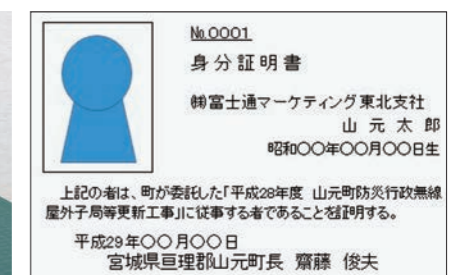 №0001
身分証明書
㈱富士通マーケティング東北支社
山元太郎
昭和〇〇年〇〇月〇〇日生
上記の者は、町が委託した「平成28年度 山元町防災行政無線
屋外子局等更新工事」に従事する者であることを証明する。
平成29年〇〇月〇〇日
宮城県亘理郡山元町長 齋藤 俊夫